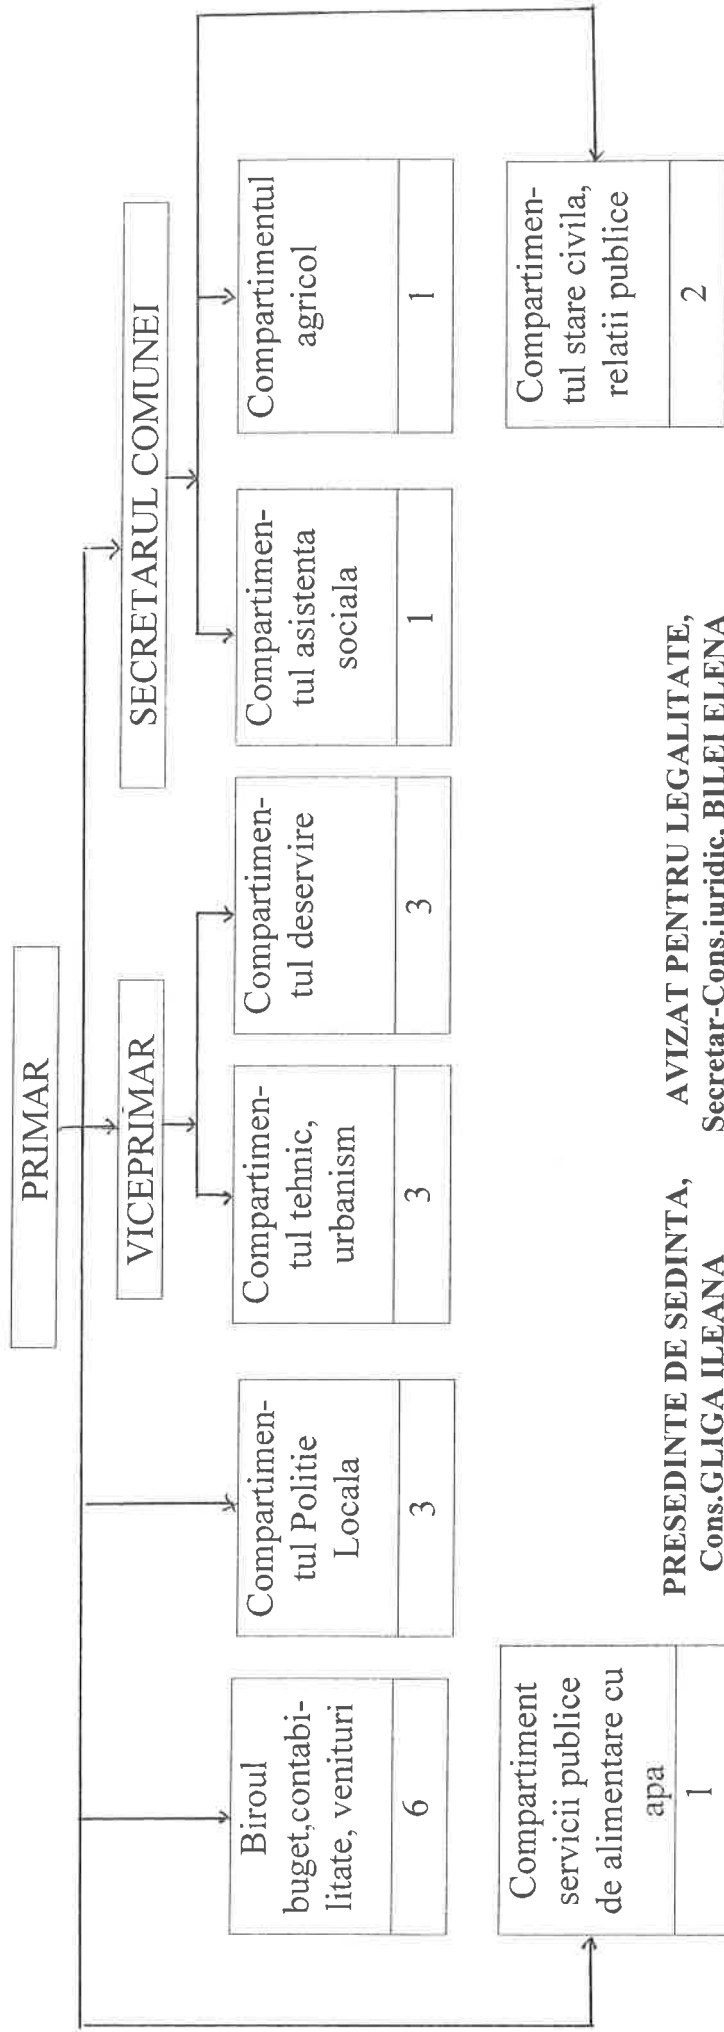 PRIMAR
VICEPRIMAR
SECRETARUL COMUNEI
Biroul
buget,contabi-
litate, venituri
6
Compartimen-
tul Politie
Locala
3
Compartimen-
tul tehnic,
urbanism
3
Compartimen-
tul deservire
3
Compartimen-
tul asistenta
sociala
1
Compartimentul
agricol
1
Compartiment
servicii publice
de alimentare cu
apa
1
Compartimen-
tul stare civila,
relatii publice
2
PRESEDINTE DE SEDINTA,
Cons.GLIGA ILEANA
AVIZAT PENTRU LEGALITATE,
Secretar-Cons.juridic, BILEI ELENA